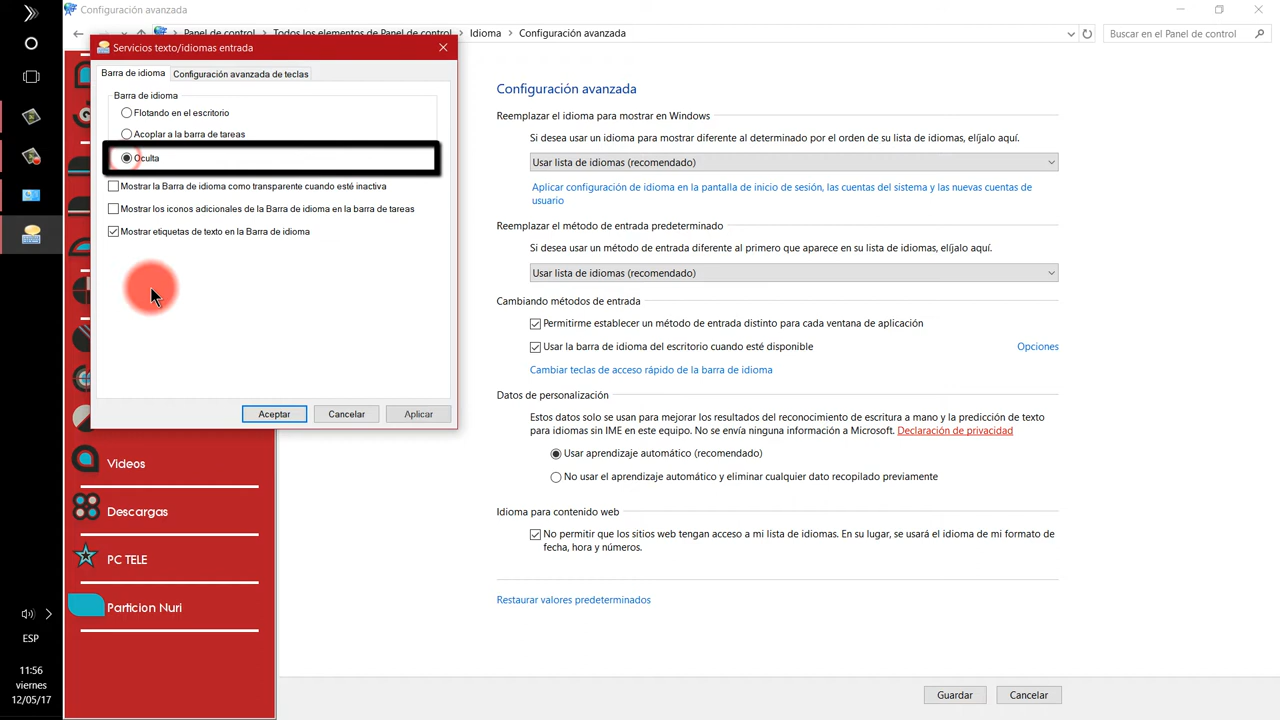 Configuración avanzada
Panel de control › Todos los elementos de Panel de control › Idioma › Configuración avanzada
Buscar en el Panel de control
Servicios texto/idiomas entrada
Barra de idioma
Configuración avanzada de teclas
Barra de idioma
Flotando en el escritorio
Acoplar a la barra de tareas
Oculta
Mostrar la Barra de idioma como transparente cuando esté inactiva
Mostrar los iconos adicionales de la Barra de idioma en la barra de tareas
Mostrar etiquetas de texto en la Barra de idioma
Aceptar
Cancelar
Aplicar
Videos
Descargas
PC TELE
Particion Nuri
ESP
11:56
viernes
12/05/17
Configuración avanzada
Reemplazar el idioma para mostrar en Windows
Si desea usar un idioma para mostrar diferente al determinado por el orden de su lista de idiomas, elíjalo aquí.
Usar lista de idiomas (recomendado)
Aplicar configuración de idioma en la pantalla de inicio de sesión, las cuentas del sistema y las nuevas cuentas de
usuario
Reemplazar el método de entrada predeterminado
Si desea usar un método de entrada diferente al primero que aparece en su lista de idiomas, elíjalo aquí.
Usar lista de idiomas (recomendado)
Cambiando métodos de entrada
Permitirme establecer un método de entrada distinto para cada ventana de aplicación
Usar la barra de idioma del escritorio cuando esté disponible
Opciones
Cambiar teclas de acceso rápido de la barra de idioma
Datos de personalización
Estos datos solo se usan para mejorar los resultados del reconocimiento de escritura a mano y la predicción de texto
para idiomas sin IME en este equipo. No se envía ninguna información a Microsoft. Declaración de privacidad
Usar aprendizaje automático (recomendado)
No usar el aprendizaje automático y eliminar cualquier dato recopilado previamente
Idioma para contenido web
No permitir que los sitios web tengan acceso a mi lista de idiomas. En su lugar, se usará el idioma de mi formato de
fecha, hora y números.
Restaurar valores predeterminados
Guardar
Cancelar